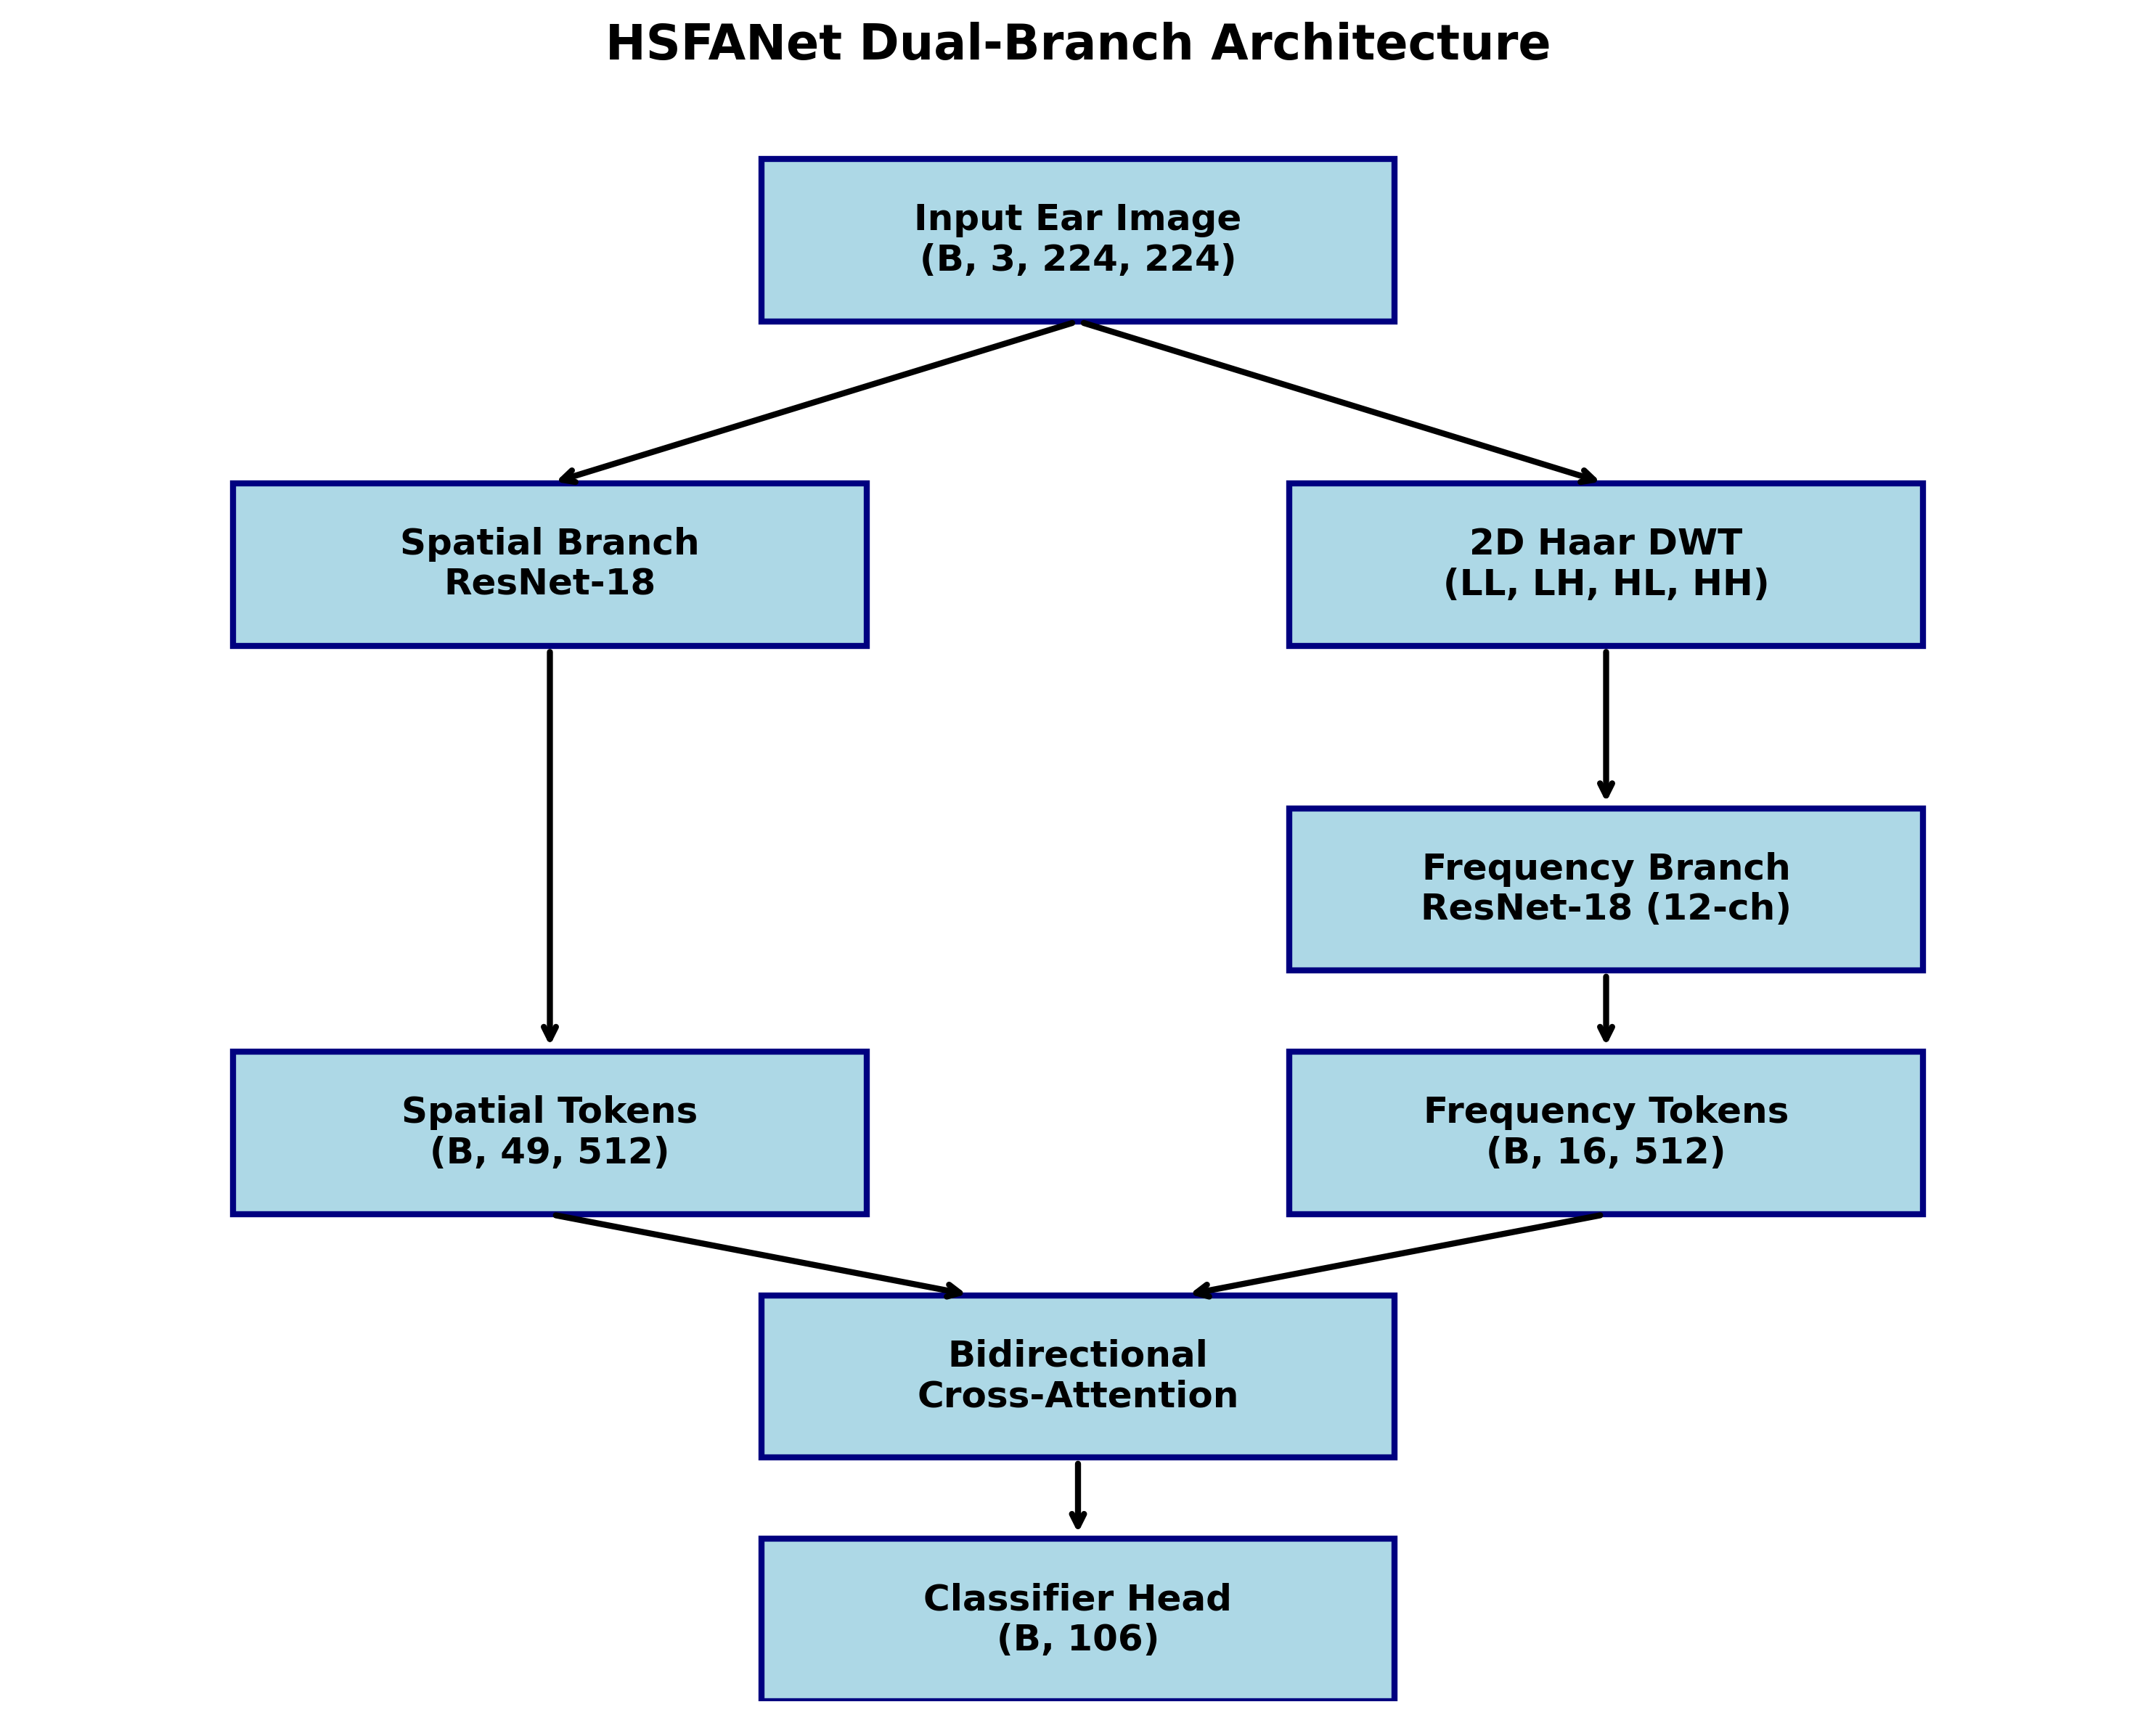 HSFANet Dual-Branch Architecture
Input Ear Image
(B, 3, 224, 224)
Spatial Branch
ResNet-18
2D Haar DWT
(LL, LH, HL, HH)
Frequency Branch
ResNet-18 (12-ch)
Spatial Tokens
(B, 49, 512)
Frequency Tokens
(B, 16, 512)
Bidirectional
Cross-Attention
Classifier Head
(B, 106)